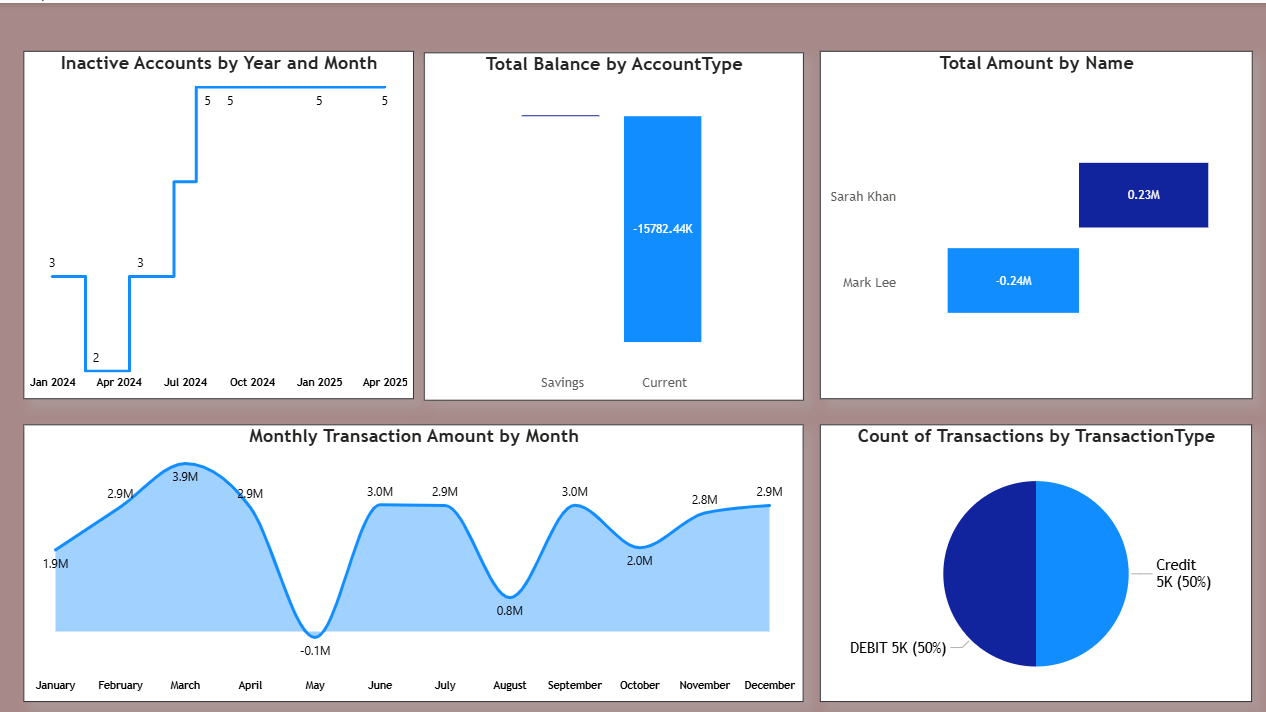 Inactive Accounts by Year and Month
5 5 5 5
3 3
2
Jan 2024 Apr 2024 Jul 2024 Oct 2024 Jan 2025 Apr 2025
Total Balance by AccountType
-15782.44K
Savings Current
Total Amount by Name
Sarah Khan 0.23M
Mark Lee -0.24M
Monthly Transaction Amount by Month
1.9M 2.9M 3.9M 2.9M -0.1M 3.0M 2.9M 0.8M 3.0M 2.0M 2.8M 2.9M
January February March April May June July August September October November December
Count of Transactions by TransactionType
Credit
5K (50%)
DEBIT 5K (50%)